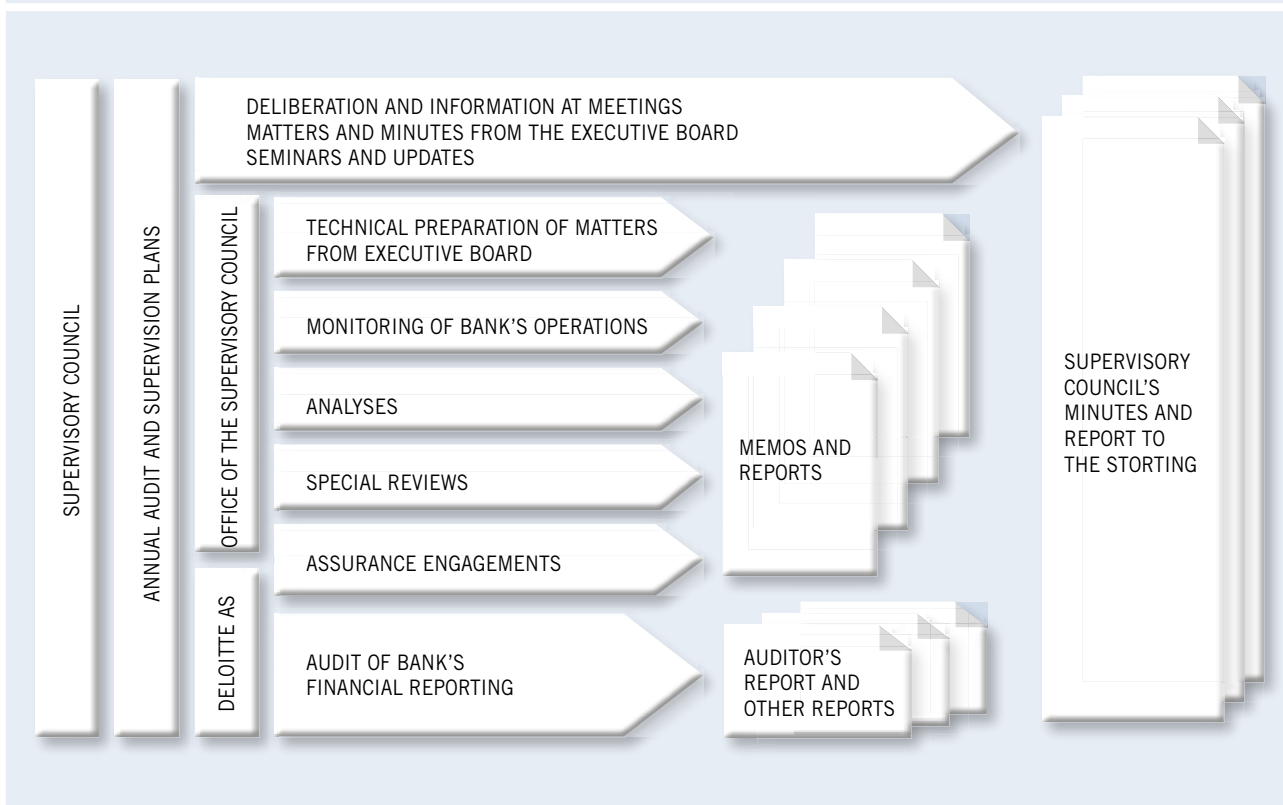 SUPERVISORY COUNCIL
ANNUAL AUDIT AND SUPERVISION PLANS
DELIBERATION AND INFORMATION AT MEETINGS
MATTERS AND MINUTES FROM THE EXECUTIVE BOARD
SEMINARS AND UPDATES
OFFICE OF THE SUPERVISORY COUNCIL
TECHNICAL PREPARATION OF MATTERS
FROM EXECUTIVE BOARD
MONITORING OF BANK'S OPERATIONS
ANALYSES
SPECIAL REVIEWS
ASSURANCE ENGAGEMENTS
DELOITTE AS
AUDIT OF BANK'S
FINANCIAL REPORTING
MEMOS AND
REPORTS
AUDITOR'S
REPORT AND
OTHER REPORTS
SUPERVISORY
COUNCIL'S
MINUTES AND
REPORT TO
THE STORTING